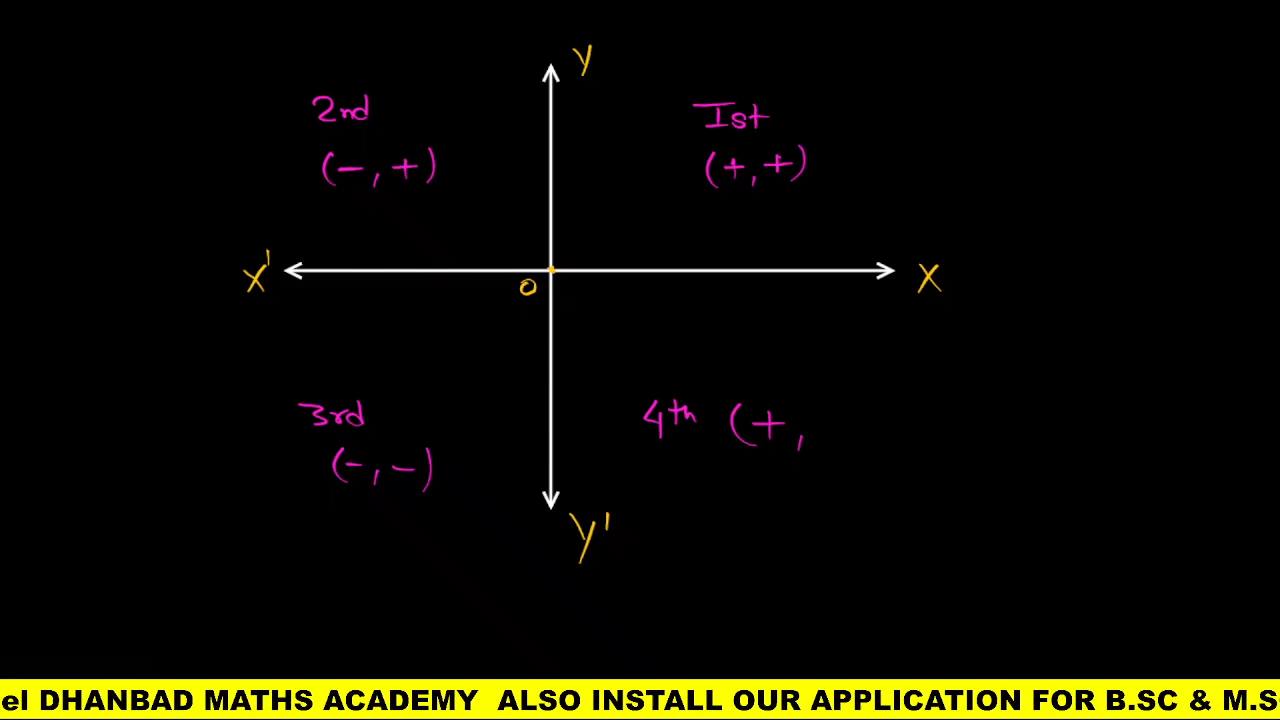 Y
2nd
(-, +)
Ist
(+, +)
X'
O
X
3rd
(-, -)
4th (+,
Y'
el DHANBAD MATHS ACADEMY ALSO INSTALL OUR APPLICATION FOR B.SC & M.S